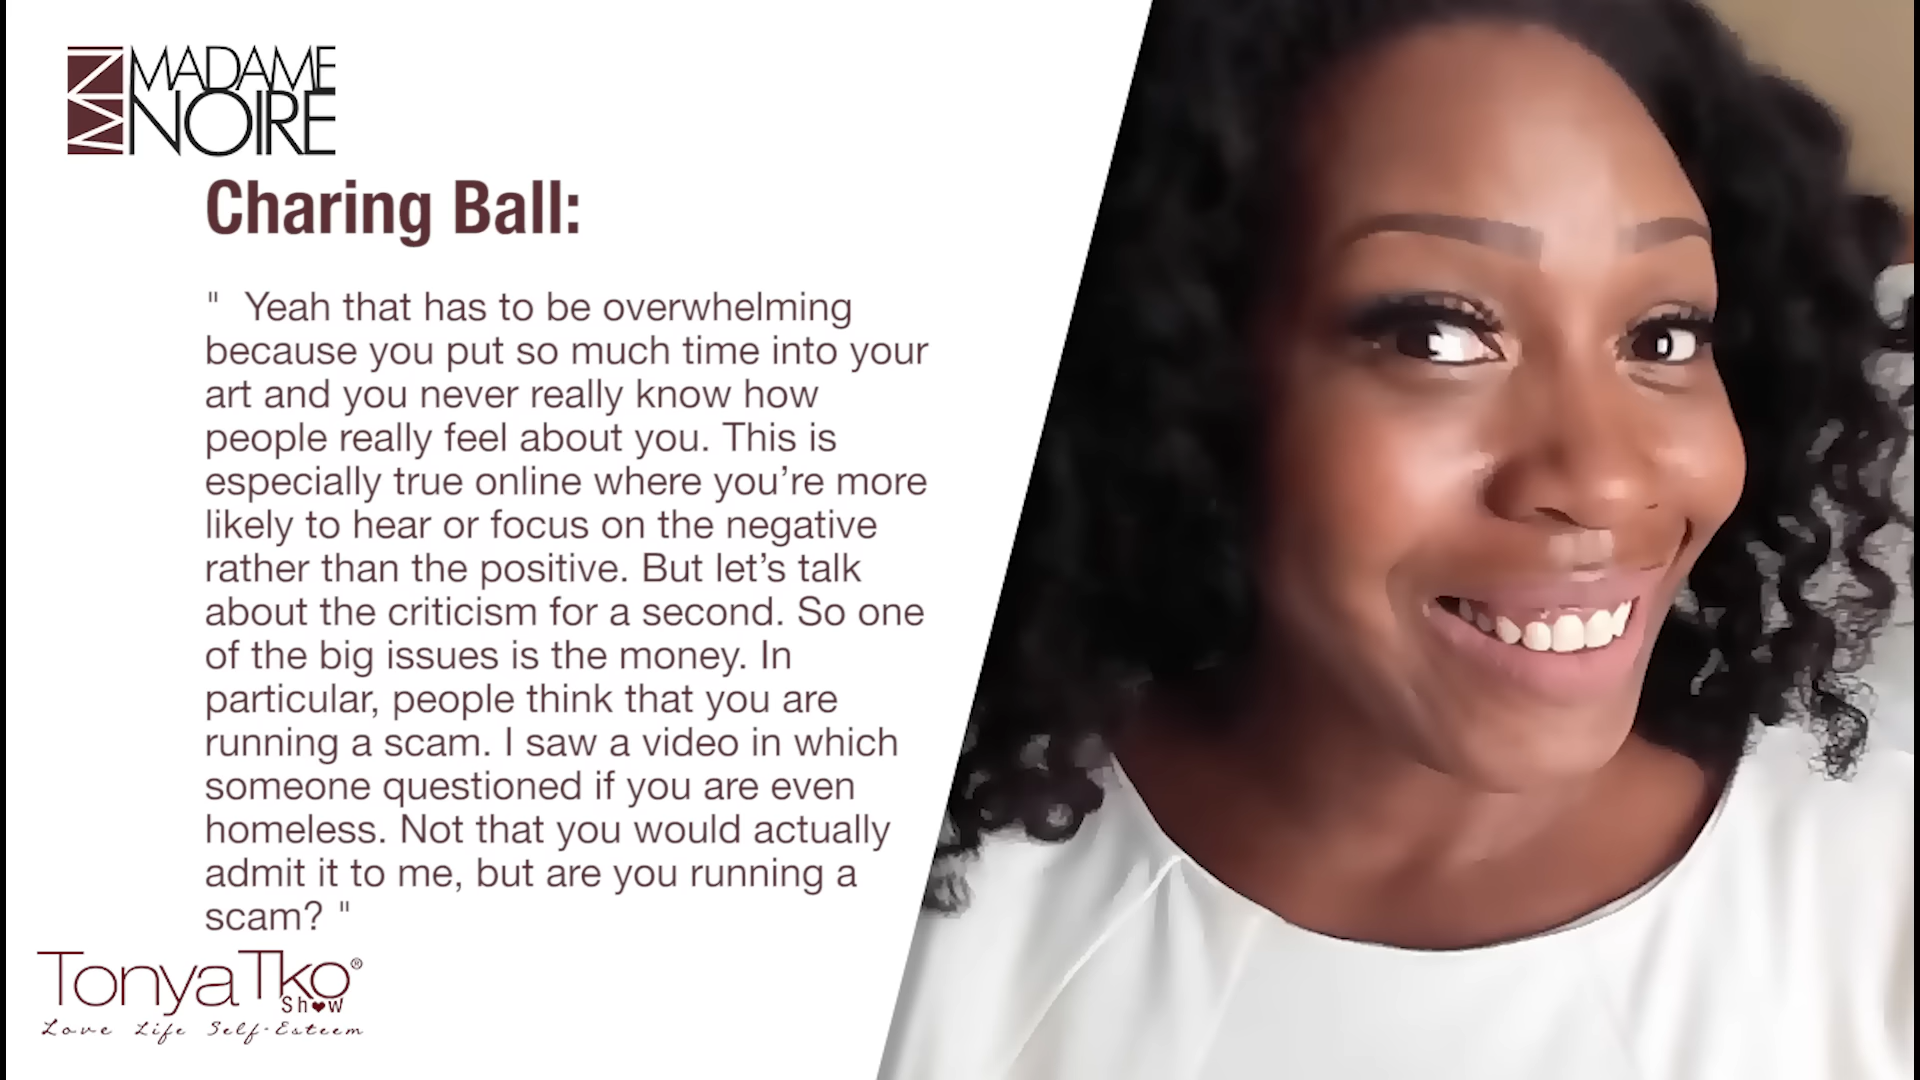 MN MADAME
NOIRE
Charing Ball:
" Yeah that has to be overwhelming
because you put so much time into your
art and you never really know how
people really feel about you. This is
especially true online where you’re more
likely to hear or focus on the negative
rather than the positive. But let’s talk
about the criticism for a second. So one
of the big issues is the money. In
particular, people think that you are
running a scam. I saw a video in which
someone questioned if you are even
homeless. Not that you would actually
admit it to me, but are you running a
scam? "
TonyaTko®
Sh♥w
Love Life Self-Esteem